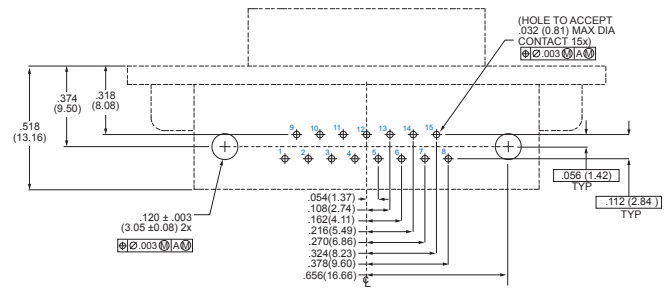 (HOLE TO ACCEPT
.032 (0.81) MAX DIA
CONTACT 15x)
⌖ Ø.003 Ⓜ A Ⓜ
.518
(13.16)
.374
(9.50)
.318
(8.08)
9 10 11 12 13 14 15
1 2 3 4 5 6 7 8
.120 ± .003
(3.05 ±0.08) 2x
⌖ Ø.003 Ⓜ A Ⓜ
.056 (1.42)
TYP
.112 (2.84 )
TYP
.054(1.37)
.108(2.74)
.162(4.11)
.216(5.49)
.270(6.86)
.324(8.23)
.378(9.60)
.656(16.66)
℄